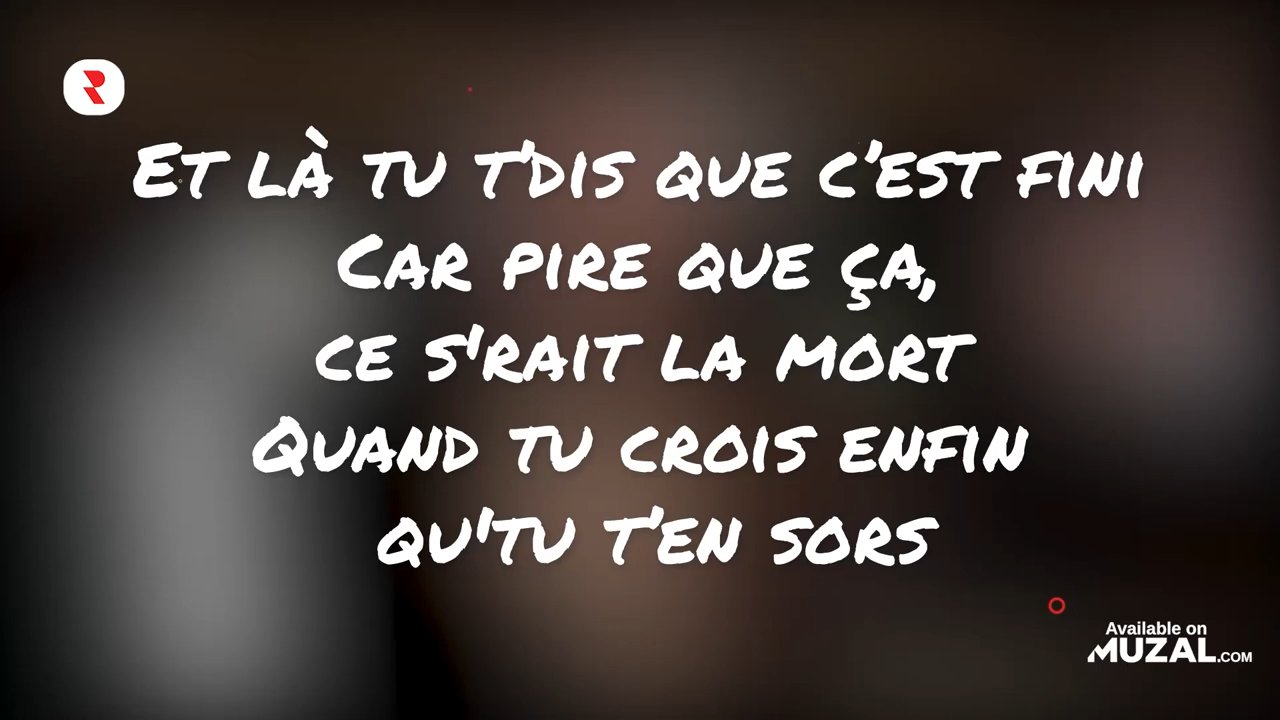 Et là tu t'dis que c'est fini
Car pire que ça,
ce s'rait la mort
Quand tu crois enfin
qu'tu t'en sors
Available on
MUZAL.COM